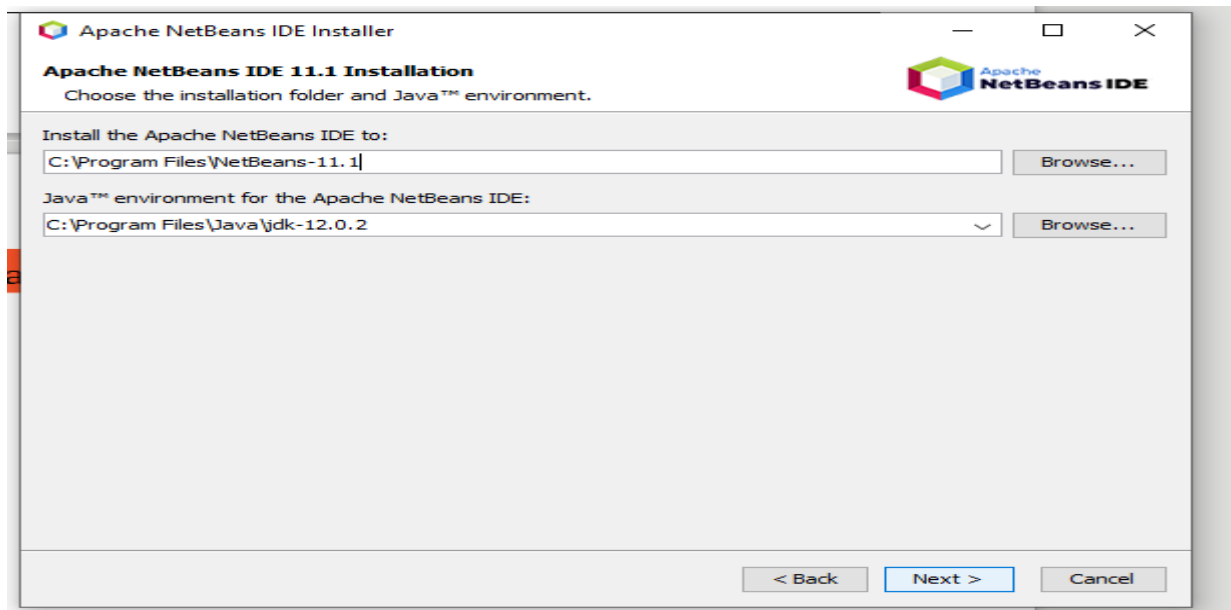 Apache NetBeans IDE Installer
Apache NetBeans IDE 11.1 Installation
Choose the installation folder and Java™ environment.
Apache
NetBeans IDE
Install the Apache NetBeans IDE to:
C:\Program Files\NetBeans-11.1
Browse...
Java™ environment for the Apache NetBeans IDE:
C:\Program Files\Java\jdk-12.0.2
Browse...
a
< Back
Next >
Cancel